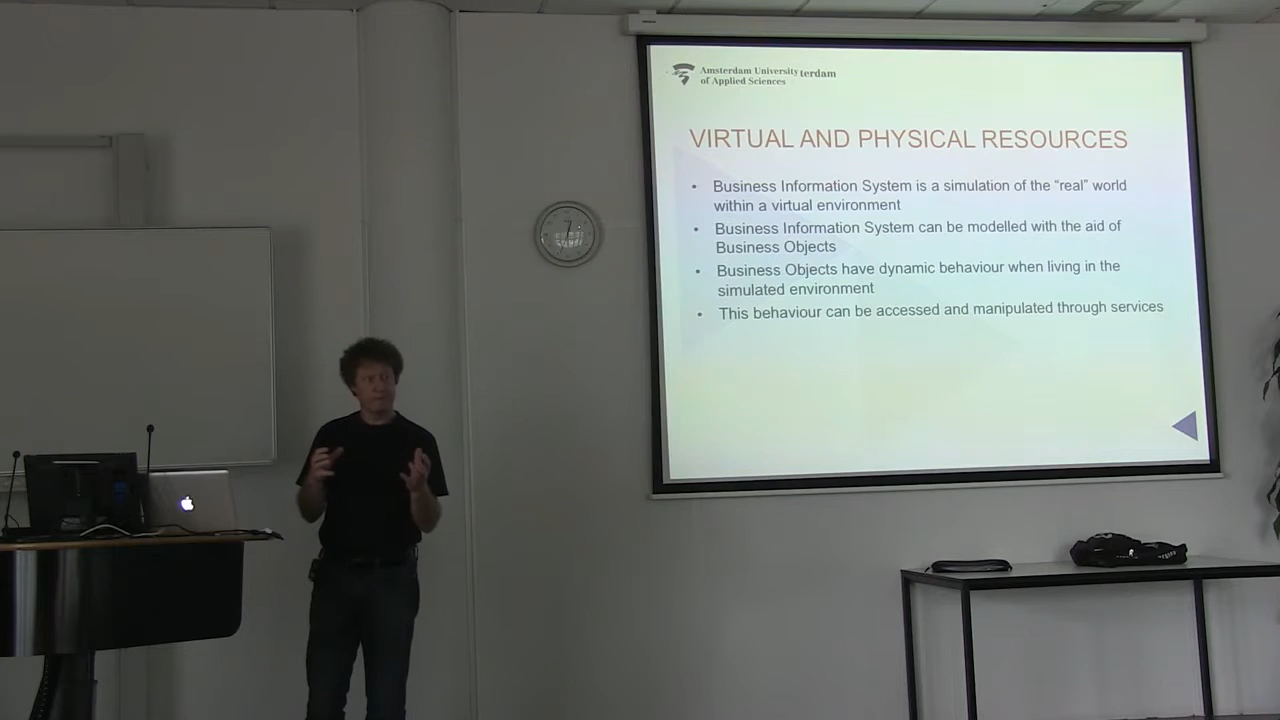 Amsterdam University terdam
of Applied Sciences
VIRTUAL AND PHYSICAL RESOURCES
• Business Information System is a simulation of the “real” world
within a virtual environment
• Business Information System can be modelled with the aid of
Business Objects
• Business Objects have dynamic behaviour when living in the
simulated environment
• This behaviour can be accessed and manipulated through services